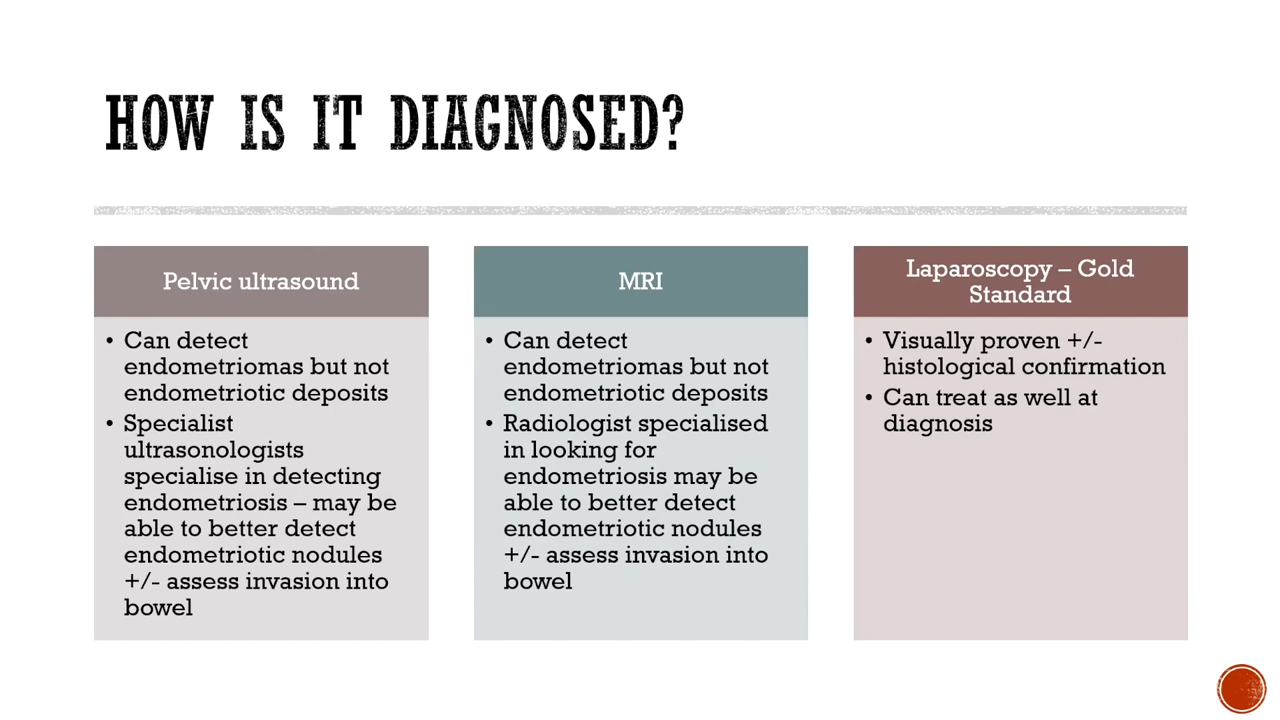 HOW IS IT DIAGNOSED?
Pelvic ultrasound
• Can detect
endometriomas but not
endometriotic deposits
• Specialist
ultrasonologists
specialise in detecting
endometriosis – may be
able to better detect
endometriotic nodules
+/- assess invasion into
bowel
MRI
• Can detect
endometriomas but not
endometriotic deposits
• Radiologist specialised
in looking for
endometriosis may be
able to better detect
endometriotic nodules
+/- assess invasion into
bowel
Laparoscopy – Gold
Standard
• Visually proven +/-
histological confirmation
• Can treat as well at
diagnosis